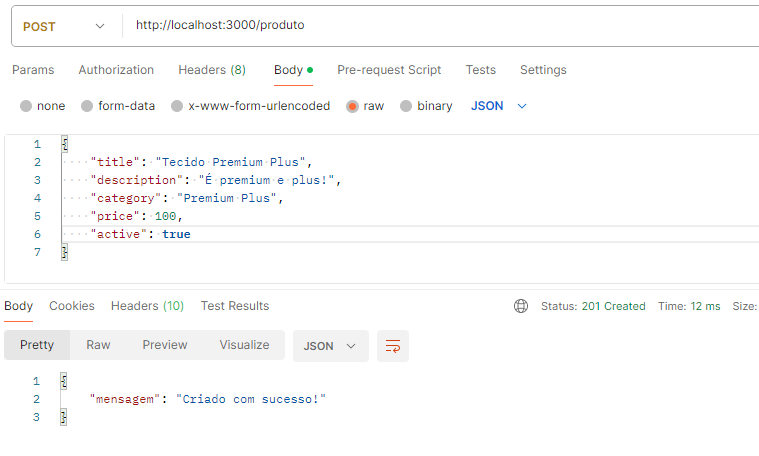 POST http://localhost:3000/produto
Params Authorization Headers (8) Body Pre-request Script Tests Settings
none form-data x-www-form-urlencoded raw binary JSON
1 {
2 "title": "Tecido Premium Plus",
3 "description": "É premium e plus!",
4 "category": "Premium Plus",
5 "price": 100,
6 "active": true
7 }
Body Cookies Headers (10) Test Results Status: 201 Created Time: 12 ms Size:
Pretty Raw Preview Visualize JSON
1 {
2 "mensagem": "Criado com sucesso!"
3 }